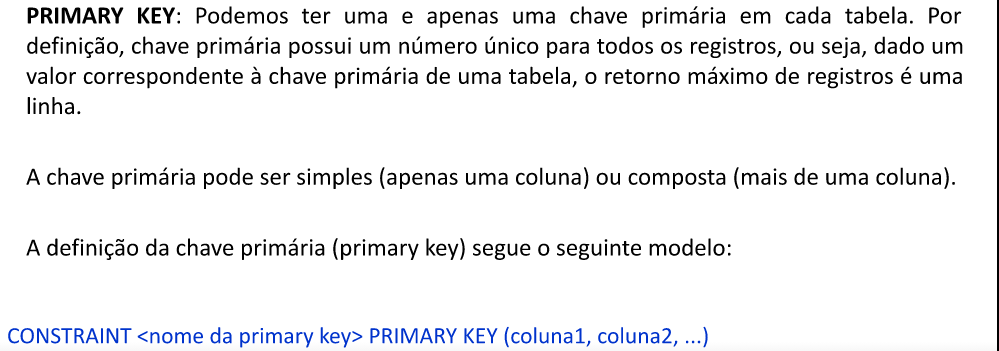 PRIMARY KEY: Podemos ter uma e apenas uma chave primária em cada tabela. Por
definição, chave primária possui um número único para todos os registros, ou seja, dado um
valor correspondente à chave primária de uma tabela, o retorno máximo de registros é uma
linha.
A chave primária pode ser simples (apenas uma coluna) ou composta (mais de uma coluna).
A definição da chave primária (primary key) segue o seguinte modelo:
CONSTRAINT <nome da primary key> PRIMARY KEY (coluna1, coluna2, ...)